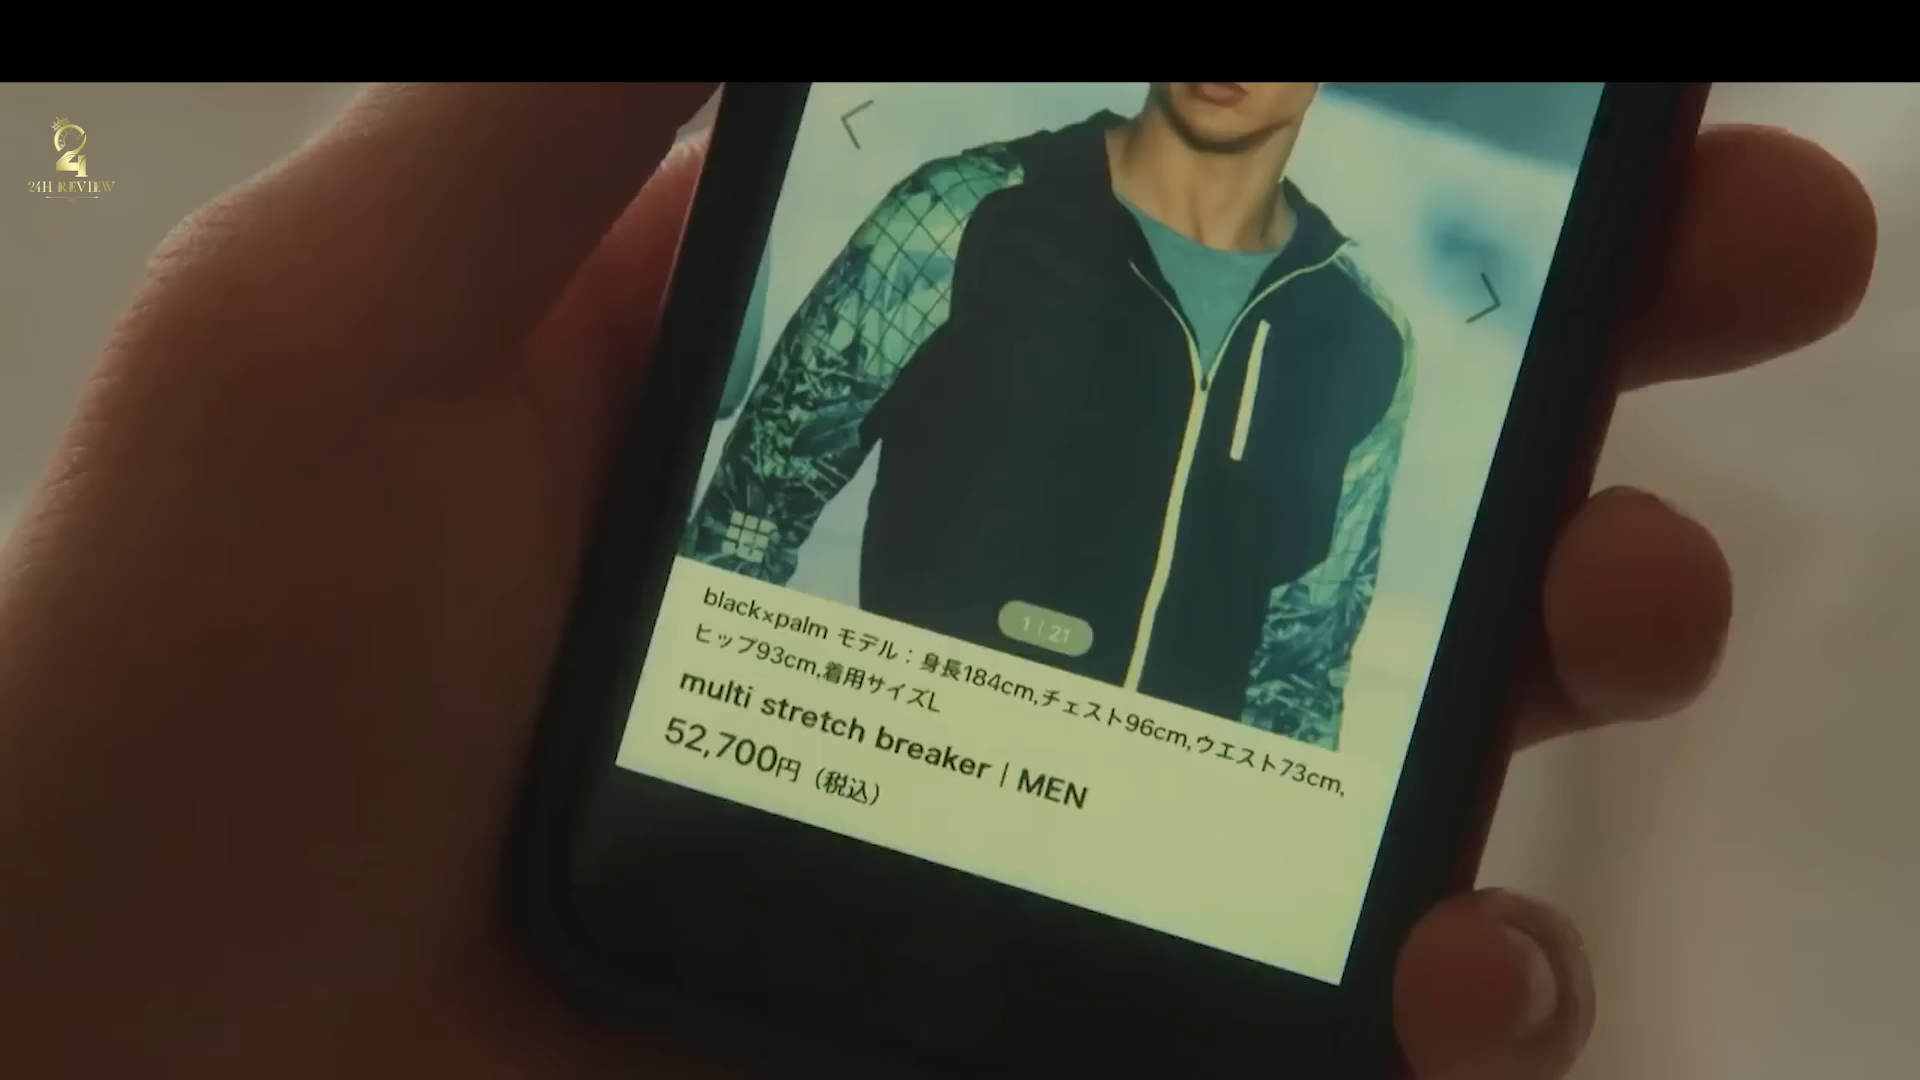 24
24H REVIEW
1 | 21
black×palm モデル：身長184cm,チェスト96cm,ウエスト73cm,
ヒップ93cm,着用サイズL
multi stretch breaker | MEN
52,700円（税込）